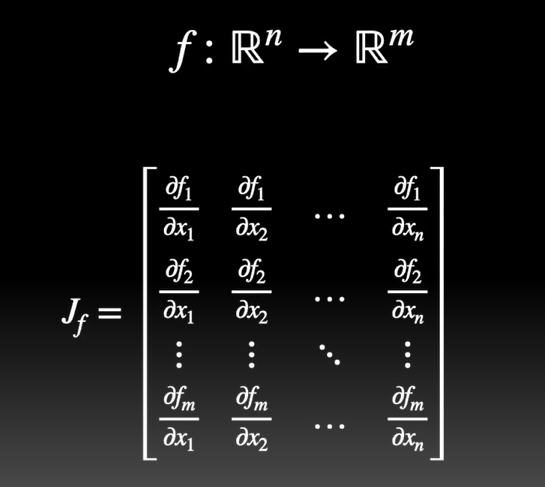 f : ℝⁿ → ℝᵐ
J_f = [ ∂f₁/∂x₁ ∂f₁/∂x₂ ⋯ ∂f₁/∂xₙ
∂f₂/∂x₁ ∂f₂/∂x₂ ⋯ ∂f₂/∂xₙ
⋮ ⋮ ⋱ ⋮
∂fₘ/∂x₁ ∂fₘ/∂x₂ ⋯ ∂fₘ/∂xₙ ]